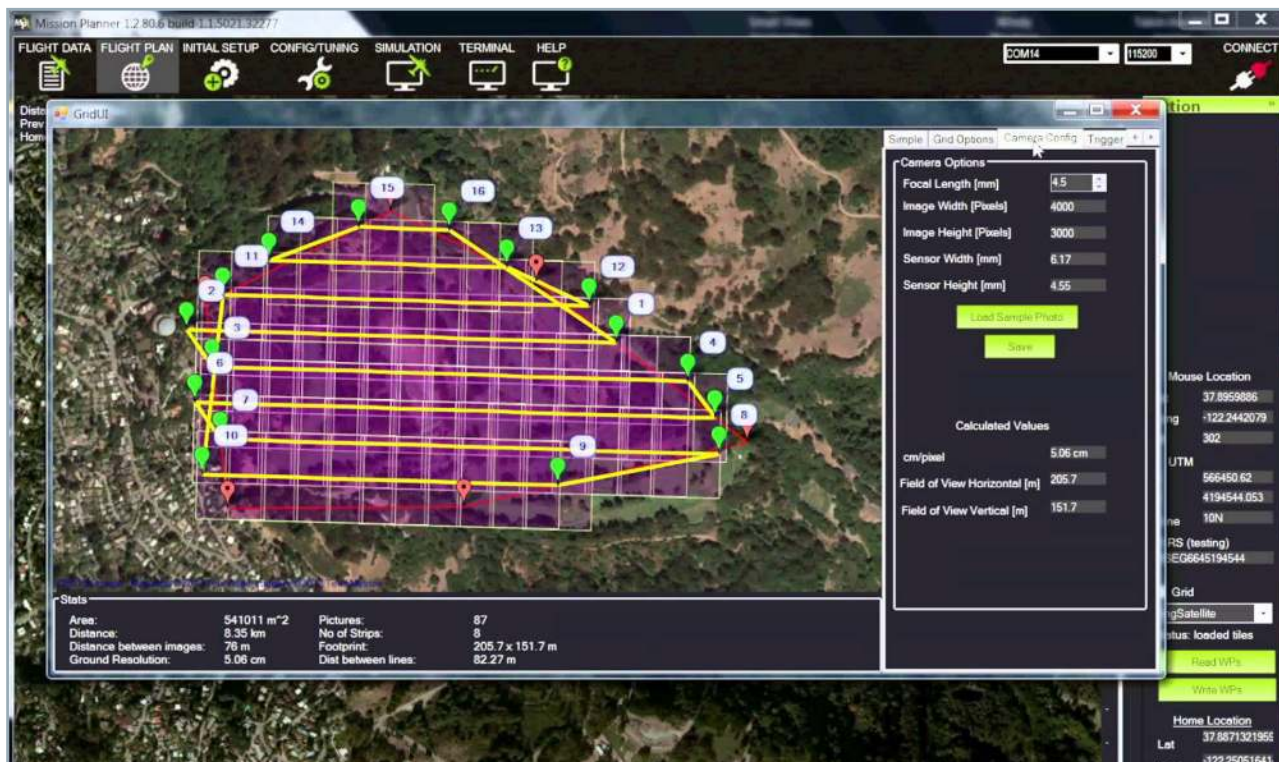 Mission Planner 1.2.80.6 build 1.1.5021.32277
FLIGHT DATA FLIGHT PLAN INITIAL SETUP CONFIG/TUNING SIMULATION TERMINAL HELP
COM14 115200 CONNECT
GridUI
Simple Grid Options Camera Config Trigger
Camera Options
Focal Length [mm] 4.5
Image Width [Pixels] 4000
Image Height [Pixels] 3000
Sensor Width [mm] 6.17
Sensor Height [mm] 4.55
Load Sample Photo
Save
Calculated Values
cm/pixel 5.06 cm
Field of View Horizontal [m] 205.7
Field of View Vertical [m] 151.7
15
16
14
13
11
12
2
1
3
4
6
5
7
8
10
9
Stats
Area: 541011 m^2 Pictures: 87
Distance: 8.35 km No of Strips: 8
Distance between images: 76 m Footprint: 205.7 x 151.7 m
Ground Resolution: 5.06 cm Dist between lines: 82.27 m
Mouse Location
37.8959886
-122.2442079
302
UTM
566450.62
4194544.053
10N
(testing)
SEG6645194544
Grid
Satellite
loaded tiles
Read WPs
Write WPs
Home Location
Lat 37.8871321955